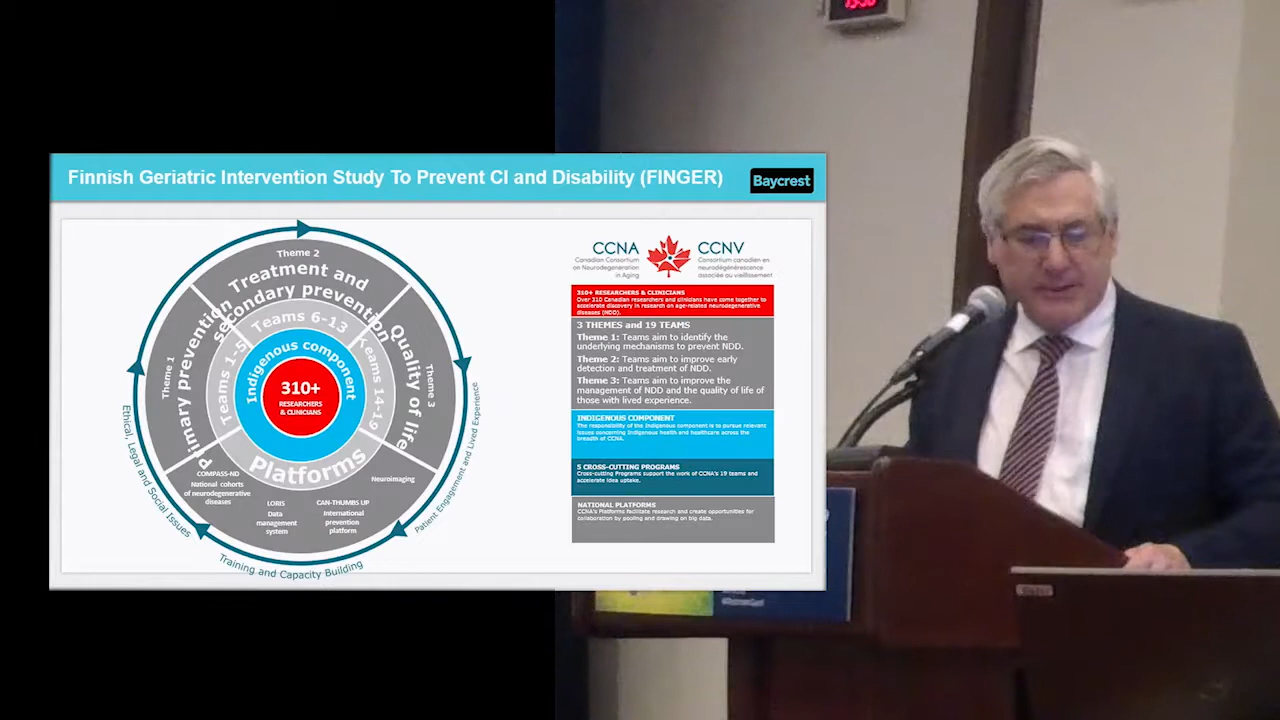 Finnish Geriatric Intervention Study To Prevent CI and Disability (FINGER)
Baycrest
Theme 2
Treatment and
secondary prevention
Teams 6-13
Theme 1
Primary prevention
Teams 1-5
Indigenous component
310+
RESEARCHERS
& CLINICIANS
Teams 14-19
Quality of life
Theme 3
Platforms
COMPASS-ND
National cohorts
of neurodegenerative
diseases
LORIS
Data
management
system
CAN-THUMBS UP
International
prevention
platform
Neuroimaging
Ethical, Legal and Social Issues
Training and Capacity Building
Patient Engagement and Lived Experience
CCNA
Canadian Consortium
on Neurodegeneration
in Aging
CCNV
Consortium canadien en
neurodégénérescence
associée au vieillissement
310+ RESEARCHERS & CLINICIANS
Over 310 Canadian researchers and clinicians have come together to
accelerate discovery in research on age-related neurodegenerative
diseases (NDD).
3 THEMES and 19 TEAMS
Theme 1: Teams aim to identify the
underlying mechanisms to prevent NDD.
Theme 2: Teams aim to improve early
detection and treatment of NDD.
Theme 3: Teams aim to improve the
management of NDD and the quality of life of
those with lived experience.
INDIGENOUS COMPONENT
The responsibility of the Indigenous component is to pursue relevant
issues concerning Indigenous health and healthcare across the
breadth of CCNA.
5 CROSS-CUTTING PROGRAMS
Cross-cutting Programs support the work of CCNA's 19 teams and
accelerate idea uptake.
NATIONAL PLATFORMS
CCNA's Platforms facilitate research and create opportunities for
collaboration by pooling and drawing on big data.